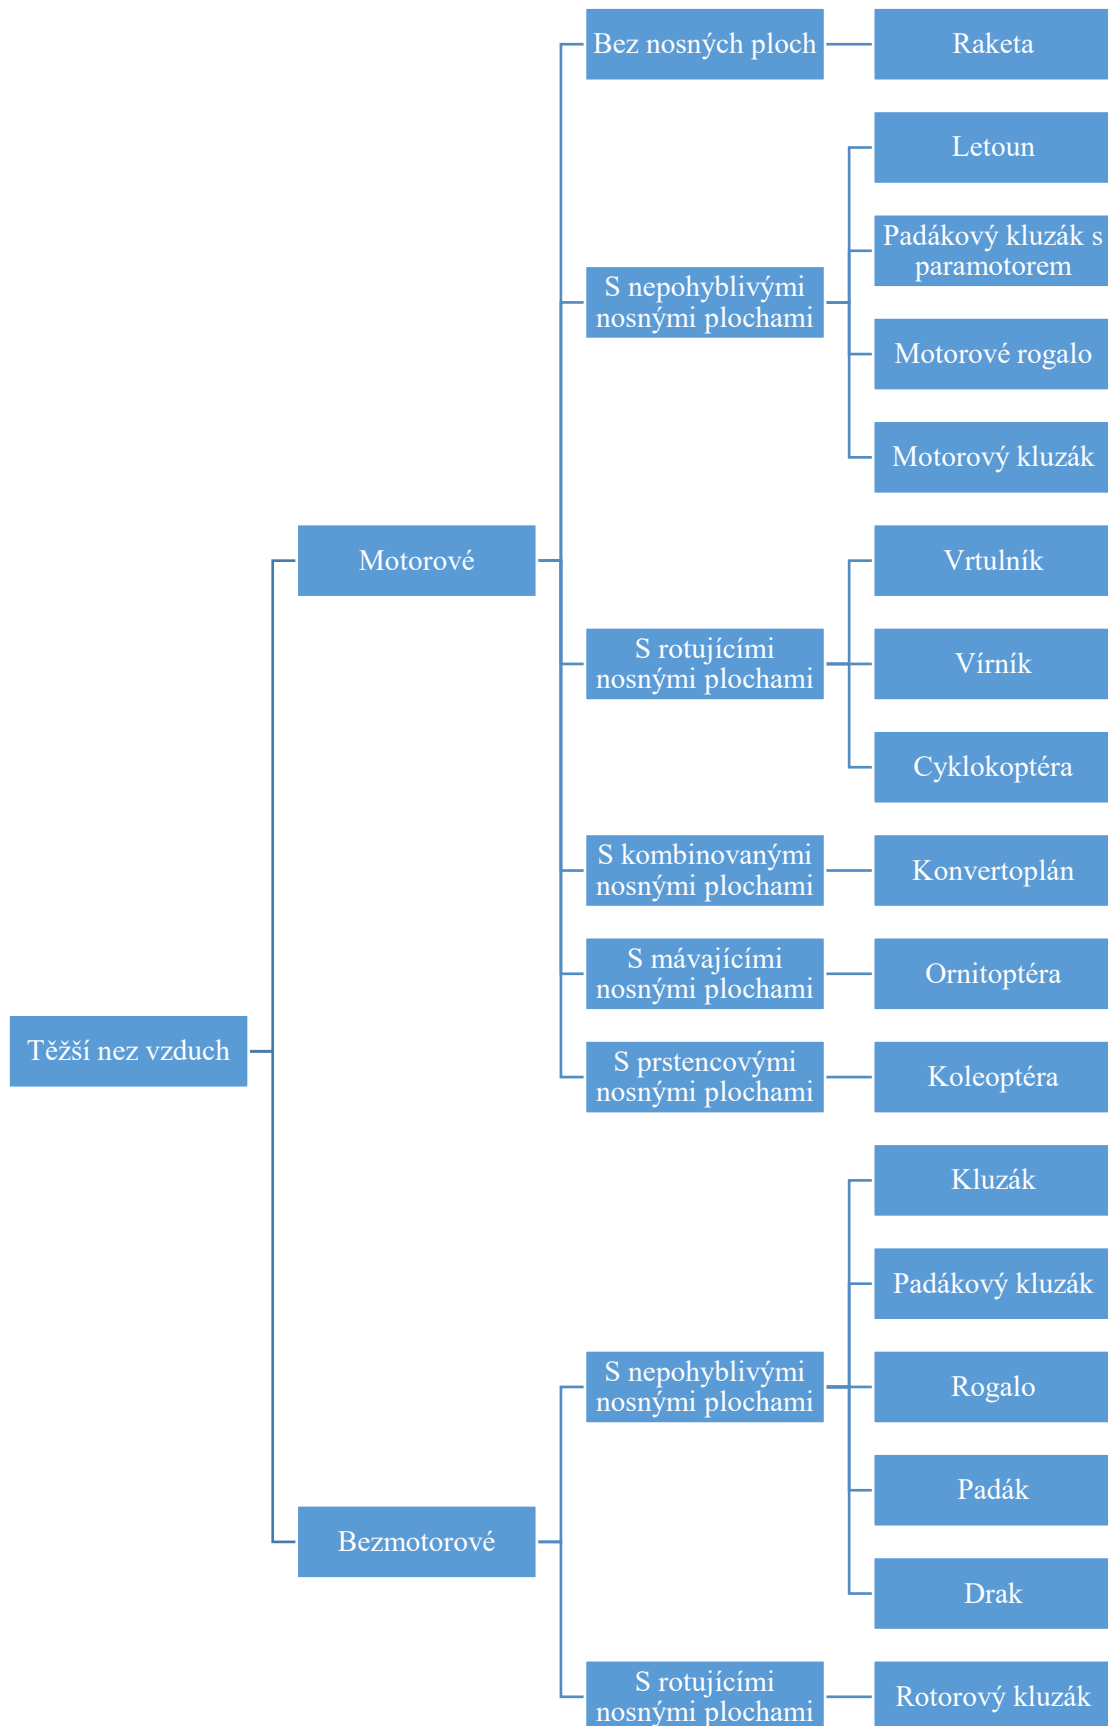 Bez nosných ploch
Raketa
Letoun
Padákový kluzák s
paramotorem
S nepohyblivými
nosnými plochami
Motorové rogalo
Motorový kluzák
Motorové
Vrtulník
S rotujícími
nosnými plochami
Vírník
Cyklokoptéra
S kombinovanými
nosnými plochami
Konvertoplán
S mávajícími
nosnými plochami
Ornitoptéra
Těžší nez vzduch
S prstencovými
nosnými plochami
Koleoptéra
Kluzák
Padákový kluzák
S nepohyblivými
nosnými plochami
Rogalo
Padák
Bezmotorové
Drak
S rotujícími
nosnými plochami
Rotorový kluzák